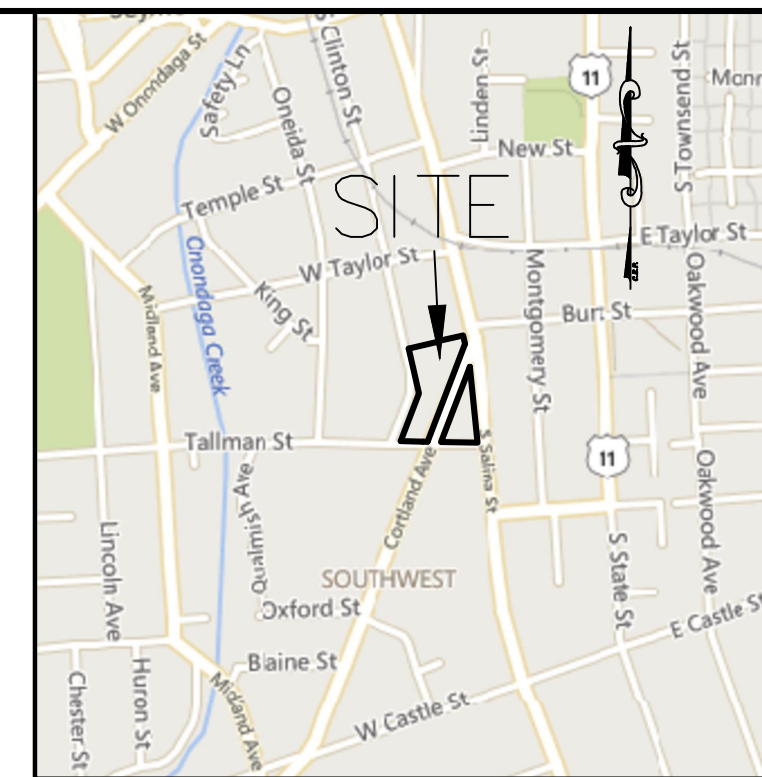 W Onondaga St
Safety Ln
Oneida St
S Clinton St
Linden St
11
S Townsend St
New St
Temple St
SITE
E Taylor St
W Taylor St
Onondaga Creek
King St
Midland Ave
Montgomery St
Burt St
Oakwood Ave
Tallman St
Cortland Ave
S Salina St
11
Qualmish Ave
Oakwood Ave
Lincoln Ave
SOUTHWEST
S State St
Oxford St
E Castle St
Blaine St
Huron St
Chester St
Midland Ave
W Castle St